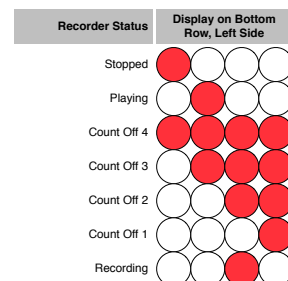 Recorder Status
Display on Bottom
Row, Left Side
Stopped
Playing
Count Off 4
Count Off 3
Count Off 2
Count Off 1
Recording